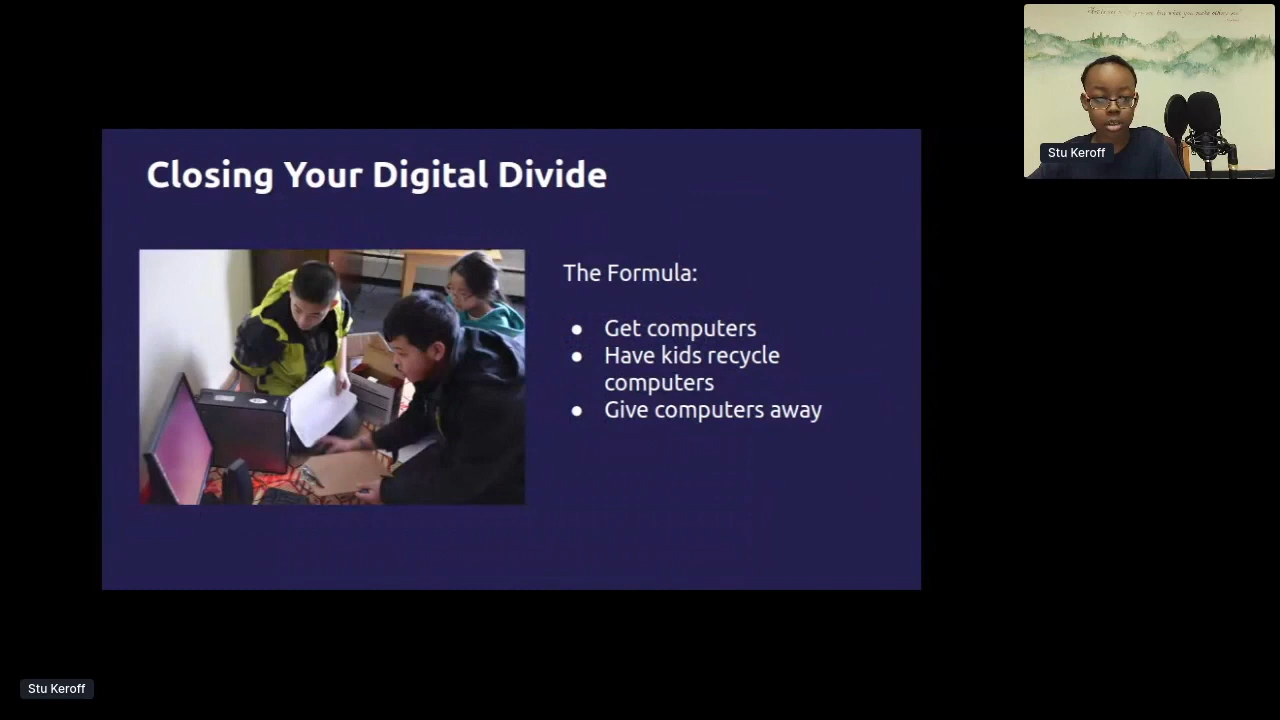 Stu Keroff
Closing Your Digital Divide
The Formula:
● Get computers
● Have kids recycle
computers
● Give computers away
Stu Keroff